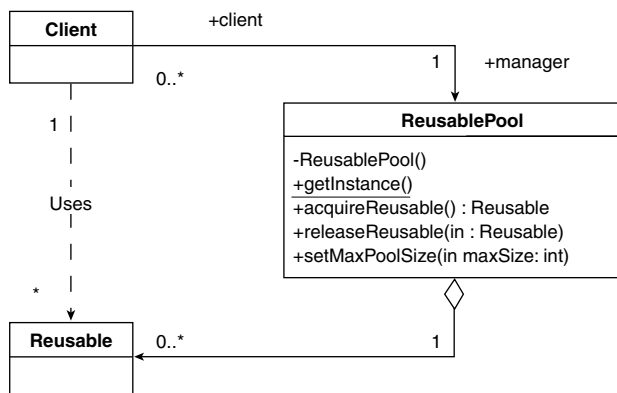 Client
+client
0..*
1
+manager
1
ReusablePool
-ReusablePool()
+getInstance()
+acquireReusable() : Reusable
+releaseReusable(in : Reusable)
+setMaxPoolSize(in maxSize: int)
Uses
*
Reusable
0..*
1